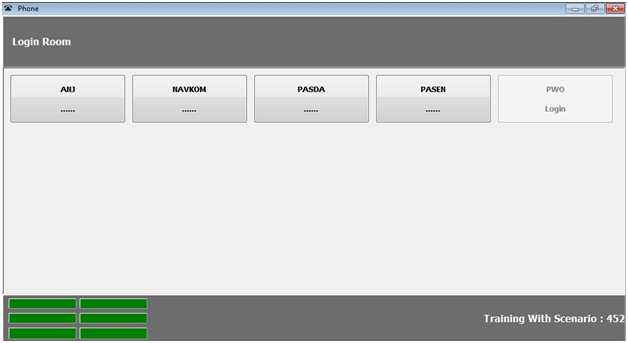 Phone
Login Room
ANJ NAVKOM PASDA PASEN PWO
...... ...... ...... ...... Login
Training With Scenario : 452